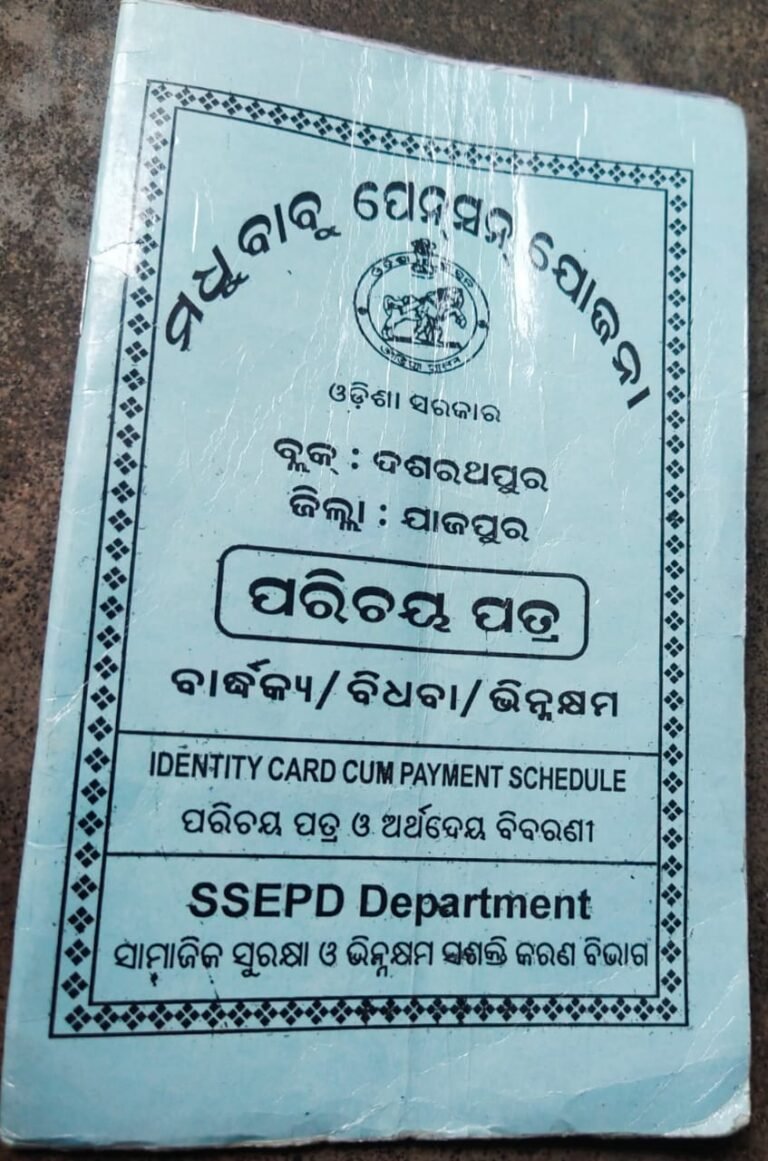 ମଧୁବାବୁ ପେନ୍‌ସନ୍ ଯୋଜନା
ଓଡ଼ିଶା ସରକାର
ବ୍ଲକ୍ : ଦଶରଥପୁର
ଜିଲ୍ଲା : ଯାଜପୁର
ପରିଚୟ ପତ୍ର
ବାର୍ଦ୍ଧକ୍ୟ/ ବିଧବା/ ଭିନ୍ନକ୍ଷମ
IDENTITY CARD CUM PAYMENT SCHEDULE
ପରିଚୟ ପତ୍ର ଓ ଅର୍ଥଦେୟ ବିବରଣୀ
SSEPD Department
ସାମାଜିକ ସୁରକ୍ଷା ଓ ଭିନ୍ନକ୍ଷମ ସଶକ୍ତି କରଣ ବିଭାଗ